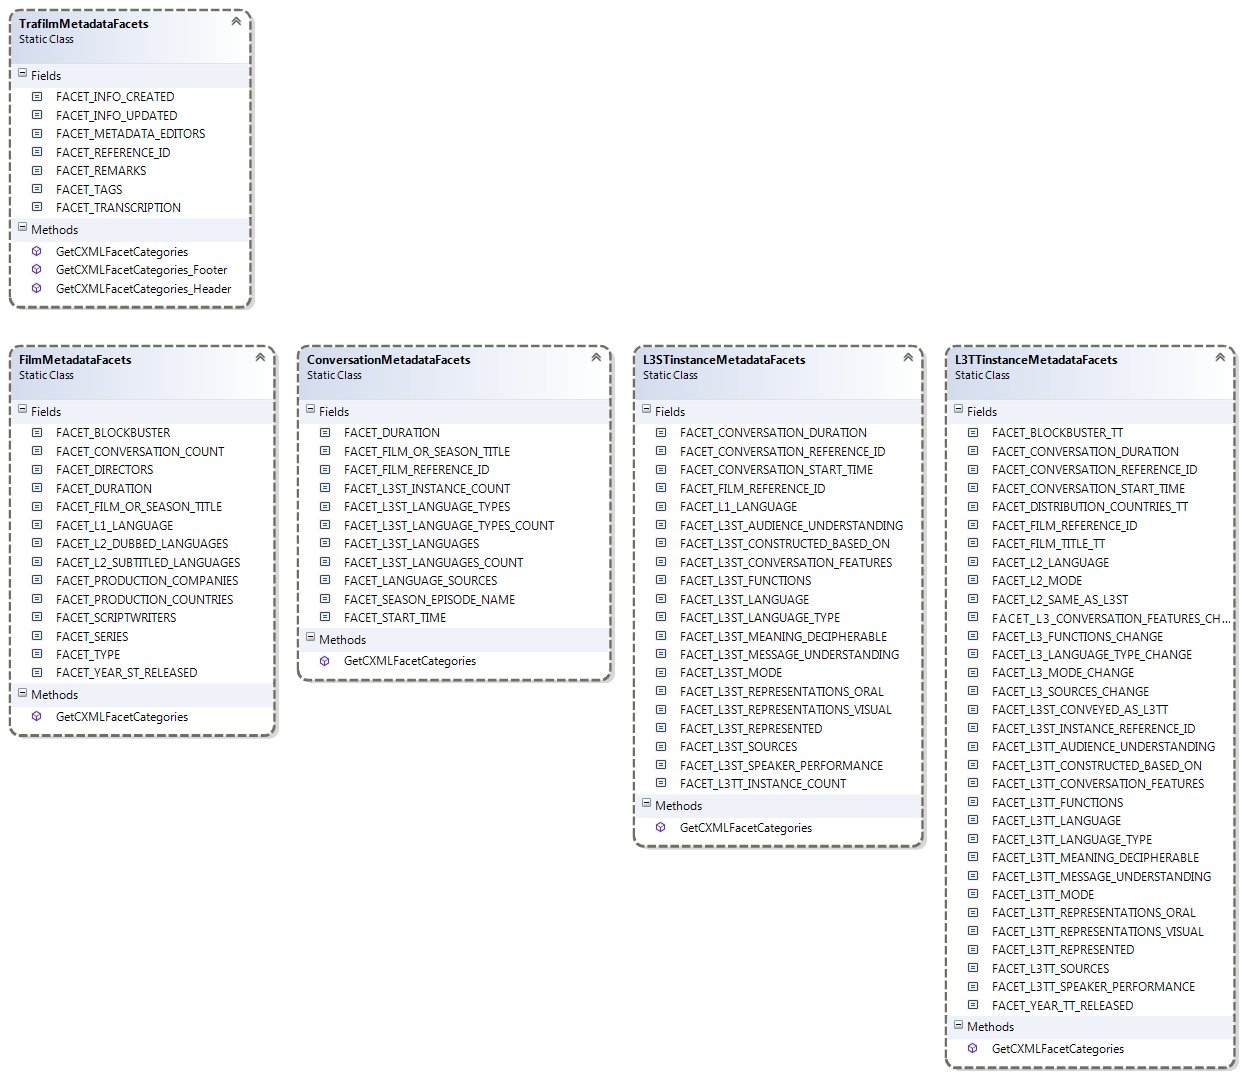 TrafilmMetadataFacets
Static Class
Fields
FACET_INFO_CREATED
FACET_INFO_UPDATED
FACET_METADATA_EDITORS
FACET_REFERENCE_ID
FACET_REMARKS
FACET_TAGS
FACET_TRANSCRIPTION
Methods
GetCXMLFacetCategories
GetCXMLFacetCategories_Footer
GetCXMLFacetCategories_Header
FilmMetadataFacets
Static Class
Fields
FACET_BLOCKBUSTER
FACET_CONVERSATION_COUNT
FACET_DIRECTORS
FACET_DURATION
FACET_FILM_OR_SEASON_TITLE
FACET_L1_LANGUAGE
FACET_L2_DUBBED_LANGUAGES
FACET_L2_SUBTITLED_LANGUAGES
FACET_PRODUCTION_COMPANIES
FACET_PRODUCTION_COUNTRIES
FACET_SCRIPTWRITERS
FACET_SERIES
FACET_TYPE
FACET_YEAR_ST_RELEASED
Methods
GetCXMLFacetCategories
ConversationMetadataFacets
Static Class
Fields
FACET_DURATION
FACET_FILM_OR_SEASON_TITLE
FACET_FILM_REFERENCE_ID
FACET_L3ST_INSTANCE_COUNT
FACET_L3ST_LANGUAGE_TYPES
FACET_L3ST_LANGUAGE_TYPES_COUNT
FACET_L3ST_LANGUAGES
FACET_L3ST_LANGUAGES_COUNT
FACET_LANGUAGE_SOURCES
FACET_SEASON_EPISODE_NAME
FACET_START_TIME
Methods
GetCXMLFacetCategories
L3STinstanceMetadataFacets
Static Class
Fields
FACET_CONVERSATION_DURATION
FACET_CONVERSATION_REFERENCE_ID
FACET_CONVERSATION_START_TIME
FACET_FILM_REFERENCE_ID
FACET_L1_LANGUAGE
FACET_L3ST_AUDIENCE_UNDERSTANDING
FACET_L3ST_CONSTRUCTED_BASED_ON
FACET_L3ST_CONVERSATION_FEATURES
FACET_L3ST_FUNCTIONS
FACET_L3ST_LANGUAGE
FACET_L3ST_LANGUAGE_TYPE
FACET_L3ST_MEANING_DECIPHERABLE
FACET_L3ST_MESSAGE_UNDERSTANDING
FACET_L3ST_MODE
FACET_L3ST_REPRESENTATIONS_ORAL
FACET_L3ST_REPRESENTATIONS_VISUAL
FACET_L3ST_REPRESENTED
FACET_L3ST_SOURCES
FACET_L3ST_SPEAKER_PERFORMANCE
FACET_L3TT_INSTANCE_COUNT
Methods
GetCXMLFacetCategories
L3TTinstanceMetadataFacets
Static Class
Fields
FACET_BLOCKBUSTER_TT
FACET_CONVERSATION_DURATION
FACET_CONVERSATION_REFERENCE_ID
FACET_CONVERSATION_START_TIME
FACET_DISTRIBUTION_COUNTRIES_TT
FACET_FILM_REFERENCE_ID
FACET_FILM_TITLE_TT
FACET_L2_LANGUAGE
FACET_L2_MODE
FACET_L2_SAME_AS_L3ST
FACET_L3_CONVERSATION_FEATURES_CH...
FACET_L3_FUNCTIONS_CHANGE
FACET_L3_LANGUAGE_TYPE_CHANGE
FACET_L3_MODE_CHANGE
FACET_L3_SOURCES_CHANGE
FACET_L3ST_CONVEYED_AS_L3TT
FACET_L3ST_INSTANCE_REFERENCE_ID
FACET_L3TT_AUDIENCE_UNDERSTANDING
FACET_L3TT_CONSTRUCTED_BASED_ON
FACET_L3TT_CONVERSATION_FEATURES
FACET_L3TT_FUNCTIONS
FACET_L3TT_LANGUAGE
FACET_L3TT_LANGUAGE_TYPE
FACET_L3TT_MEANING_DECIPHERABLE
FACET_L3TT_MESSAGE_UNDERSTANDING
FACET_L3TT_MODE
FACET_L3TT_REPRESENTATIONS_ORAL
FACET_L3TT_REPRESENTATIONS_VISUAL
FACET_L3TT_REPRESENTED
FACET_L3TT_SOURCES
FACET_L3TT_SPEAKER_PERFORMANCE
FACET_YEAR_TT_RELEASED
Methods
GetCXMLFacetCategories